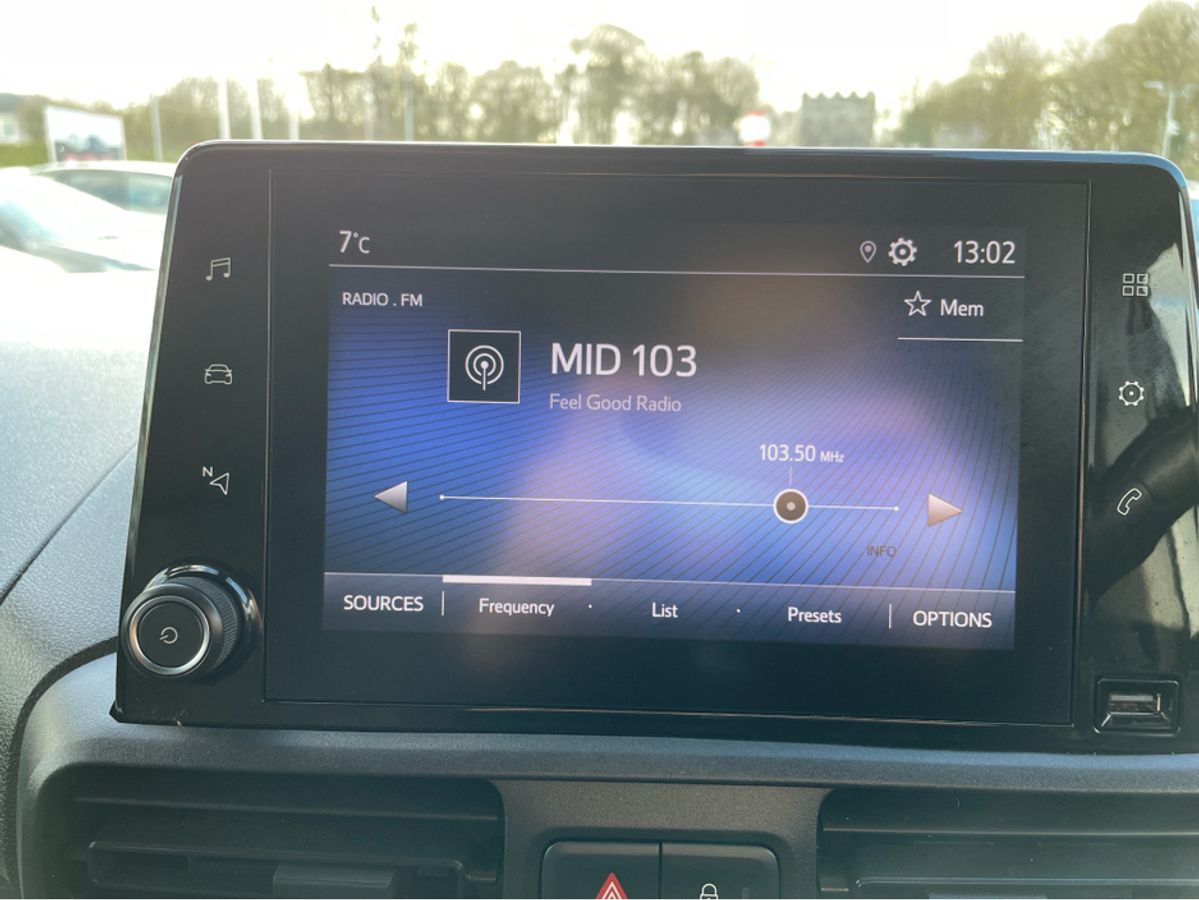 7°C
13:02
RADIO . FM
Mem
MID 103
Feel Good Radio
103.50 MHz
N
INFO
SOURCES
Frequency
List
Presets
OPTIONS